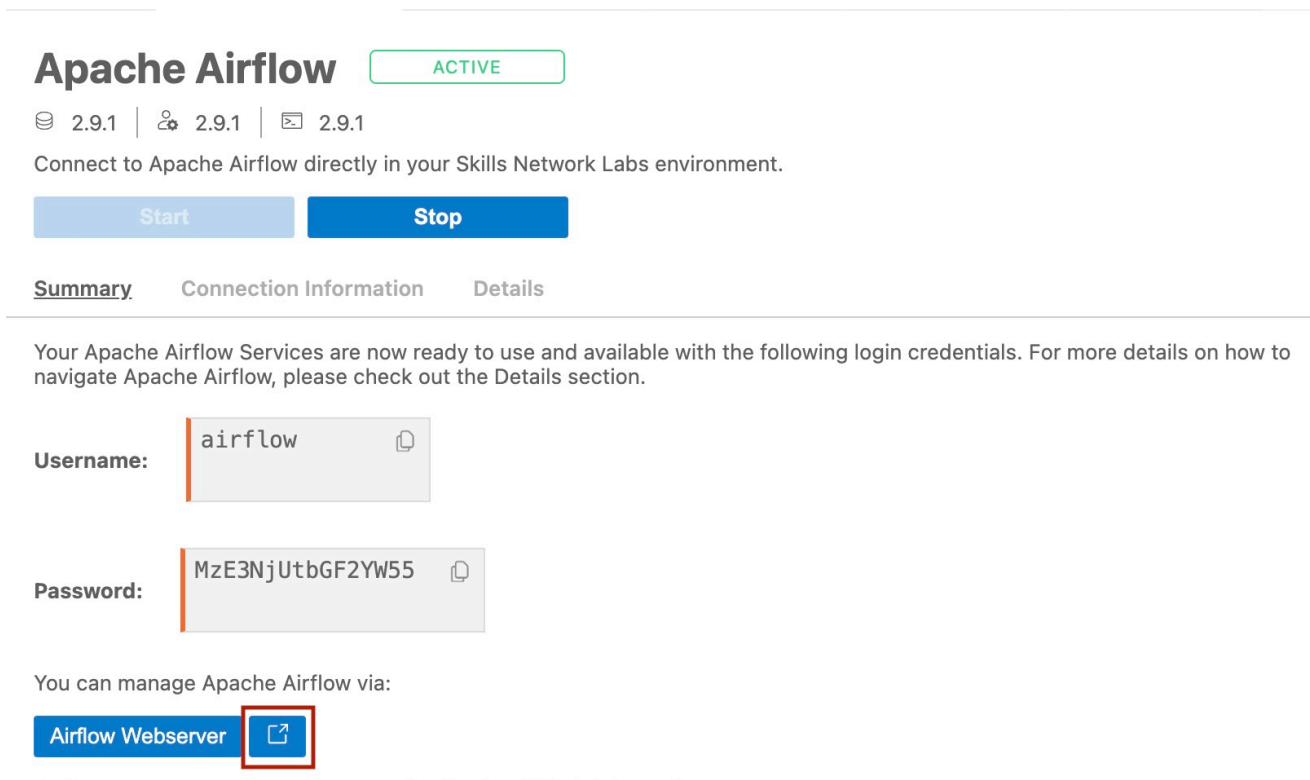 Apache Airflow ACTIVE
2.9.1 2.9.1 2.9.1
Connect to Apache Airflow directly in your Skills Network Labs environment.
Start Stop
Summary Connection Information Details
Your Apache Airflow Services are now ready to use and available with the following login credentials. For more details on how to
navigate Apache Airflow, please check out the Details section.
Username: airflow
Password: MzE3NjUtbGF2YW55
You can manage Apache Airflow via:
Airflow Webserver